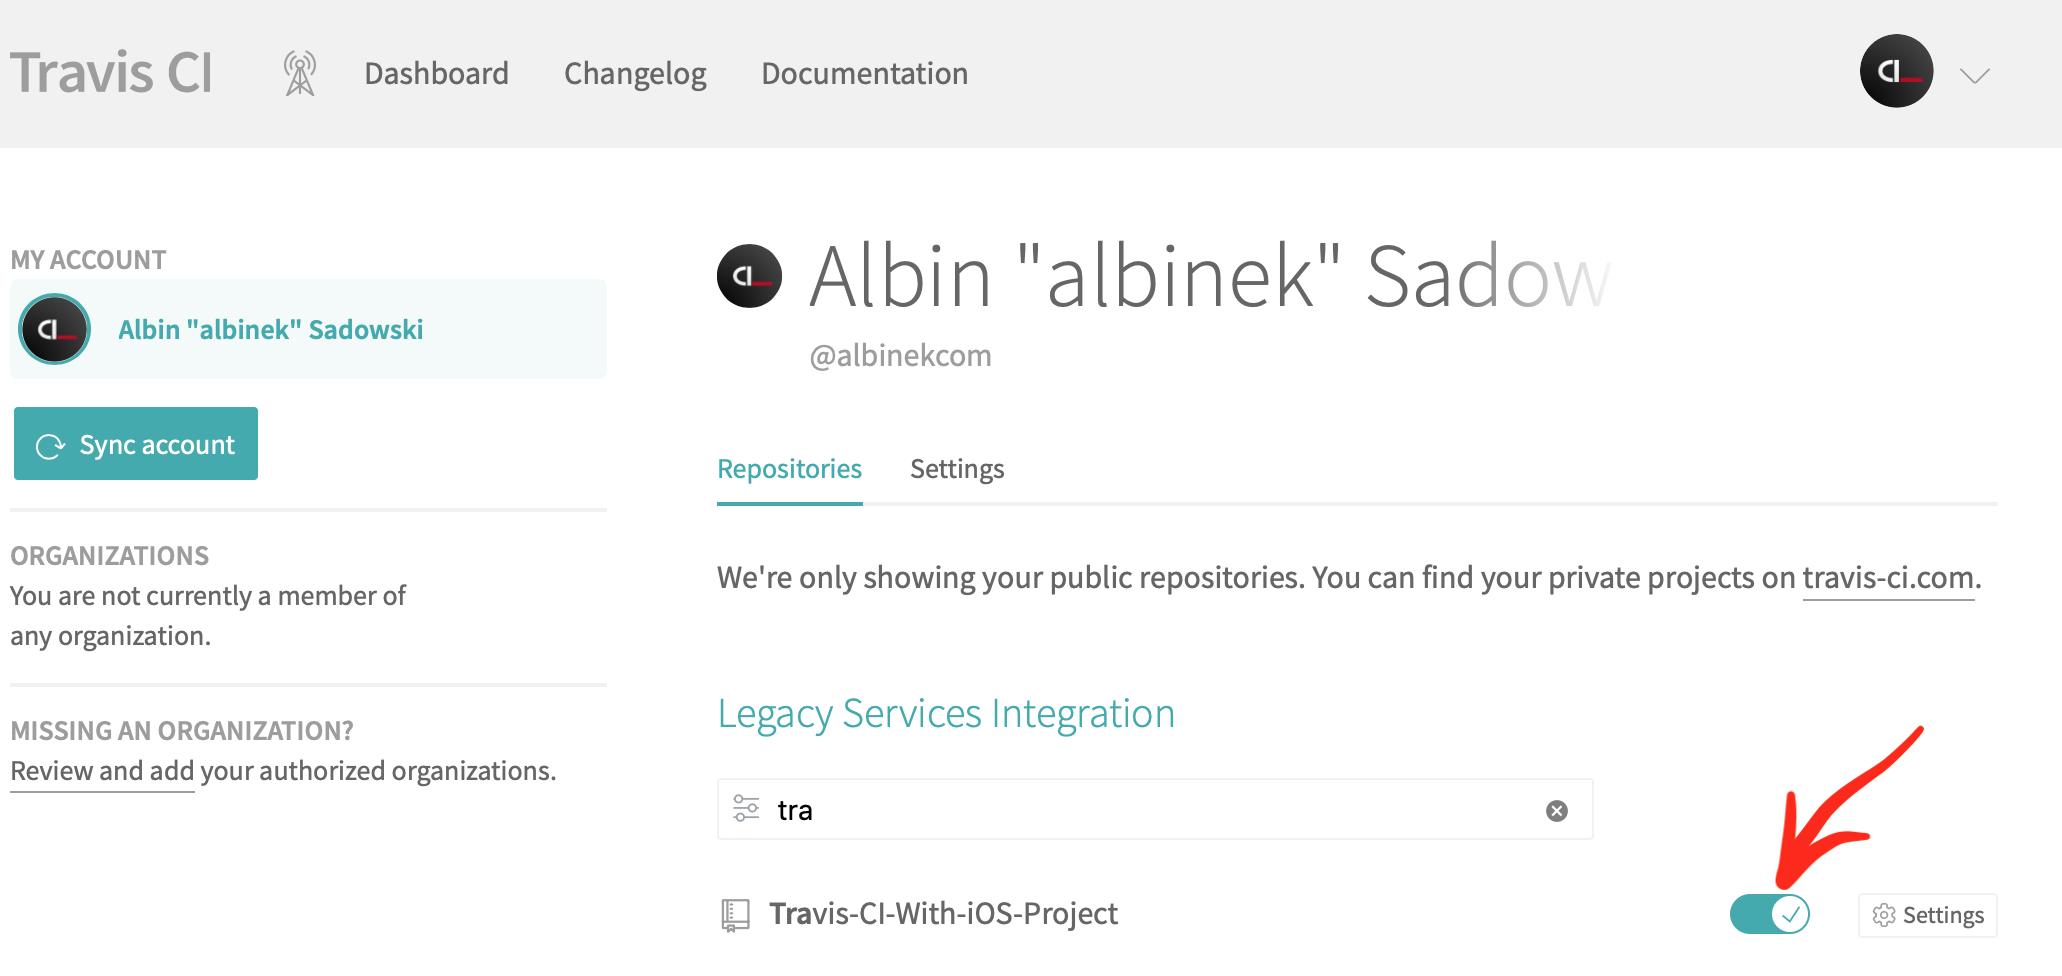 Travis CI
Dashboard
Changelog
Documentation
CI_
MY ACCOUNT
CI_
Albin "albinek" Sadowski
Sync account
ORGANIZATIONS
You are not currently a member of
any organization.
MISSING AN ORGANIZATION?
Review and add your authorized organizations.
CI_
Albin "albinek" Sadow
@albinekcom
Repositories
Settings
We're only showing your public repositories. You can find your private projects on travis-ci.com.
Legacy Services Integration
tra
Travis-CI-With-iOS-Project
Settings